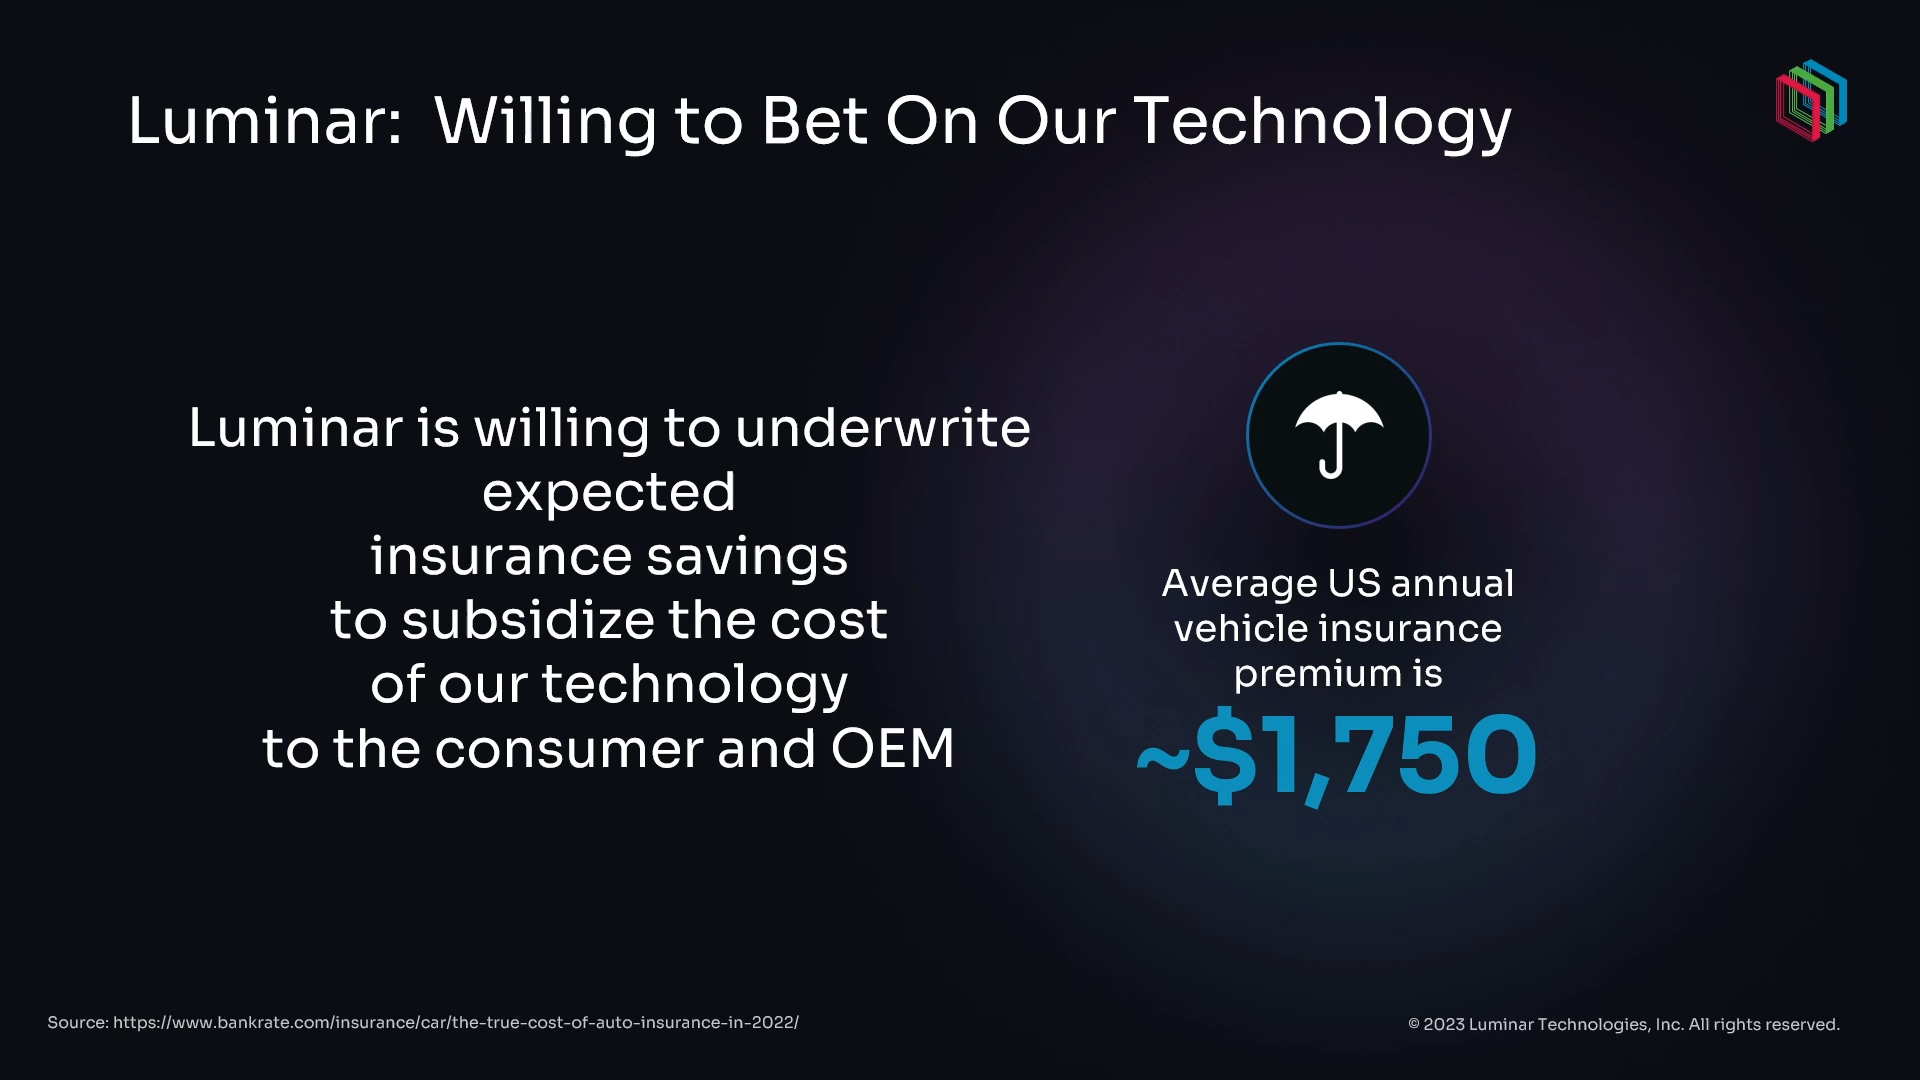 Luminar:  Willing to Bet On Our Technology
Luminar is willing to underwrite
expected
insurance savings
to subsidize the cost
of our technology
to the consumer and OEM
Average US annual
vehicle insurance
premium is
~$1,750
Source: https://www.bankrate.com/insurance/car/the-true-cost-of-auto-insurance-in-2022/
© 2023 Luminar Technologies, Inc. All rights reserved.